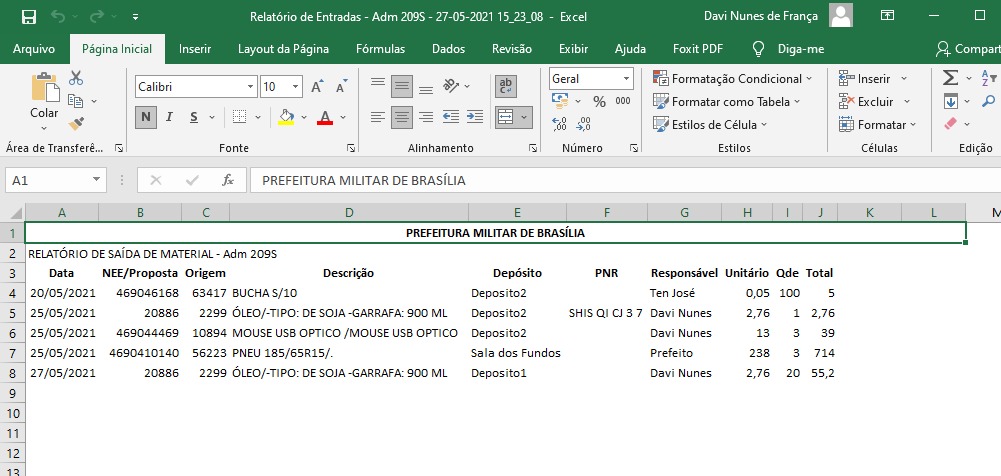 Relatório de Entradas - Adm 209S - 27-05-2021 15_23_08 - Excel Davi Nunes de França
Arquivo Página Inicial Inserir Layout da Página Fórmulas Dados Revisão Exibir Ajuda Foxit PDF Diga-me Compart
Calibri 10 A A ab Geral Formatação Condicional Inserir Σ A Z
Colar N I S A % 000 Formatar como Tabela Excluir
Estilos de Célula Formatar
Área de Transferê... Fonte Alinhamento Número Estilos Células Edição
A1 fx PREFEITURA MILITAR DE BRASÍLIA
A B C D E F G H I J K L M
1 PREFEITURA MILITAR DE BRASÍLIA
2 RELATÓRIO DE SAÍDA DE MATERIAL - Adm 209S
3 Data NEE/Proposta Origem Descrição Depósito PNR Responsável Unitário Qde Total
4 20/05/2021 469046168 63417 BUCHA S/10 Deposito2 Ten José 0,05 100 5
5 25/05/2021 20886 2299 ÓLEO/-TIPO: DE SOJA -GARRAFA: 900 ML Deposito2 SHIS QI CJ 3 7 Davi Nunes 2,76 1 2,76
6 25/05/2021 469044469 10894 MOUSE USB OPTICO /MOUSE USB OPTICO Deposito2 Davi Nunes 13 3 39
7 25/05/2021 4690410140 56223 PNEU 185/65R15/. Sala dos Fundos Prefeito 238 3 714
8 27/05/2021 20886 2299 ÓLEO/-TIPO: DE SOJA -GARRAFA: 900 ML Deposito1 Davi Nunes 2,76 20 55,2
9
10
11
12
13